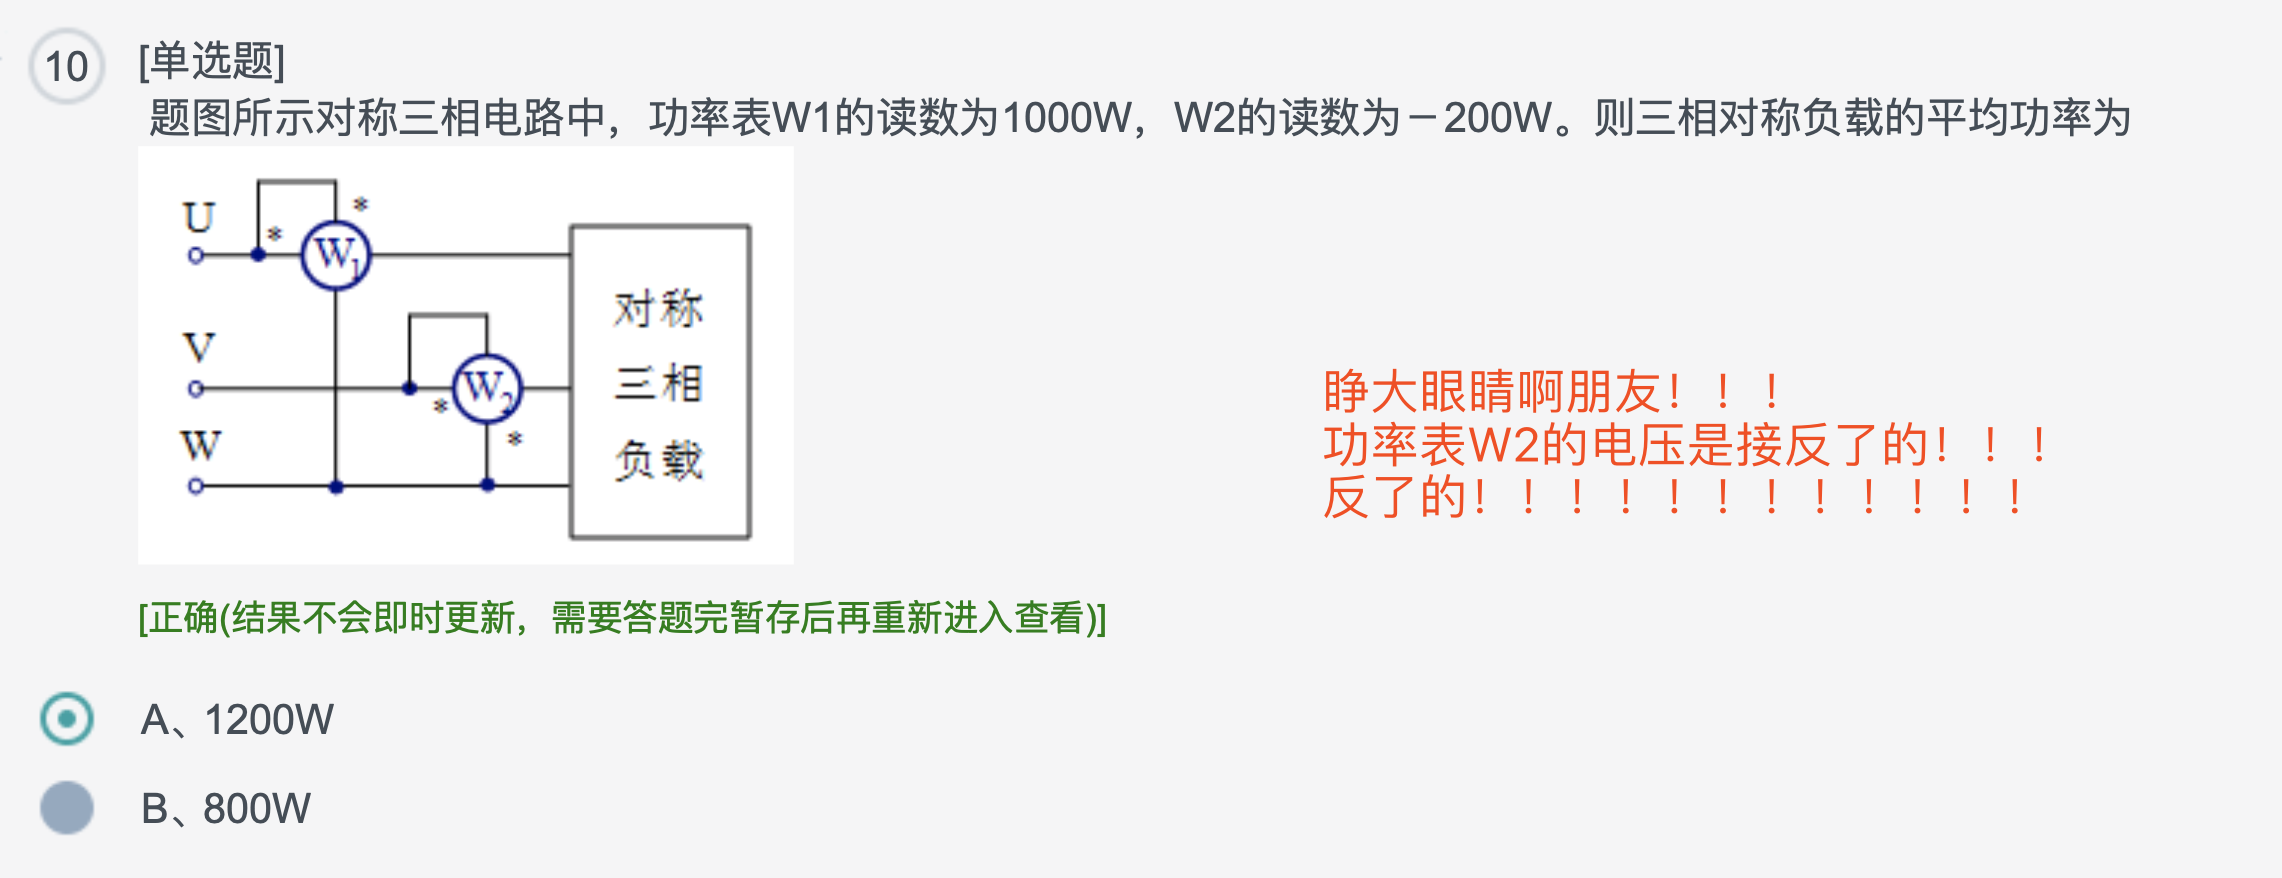 10
[单选题]
题图所示对称三相电路中，功率表W1的读数为1000W，W2的读数为－200W。则三相对称负载的平均功率为
U
*
*
W1
V
W2
*
*
W
对称
三相
负载
睁大眼睛啊朋友！！！
功率表W2的电压是接反了的！！！
反了的！！！！！！！！！！！！
[正确(结果不会即时更新，需要答题完暂存后再重新进入查看)]
A、1200W
B、800W